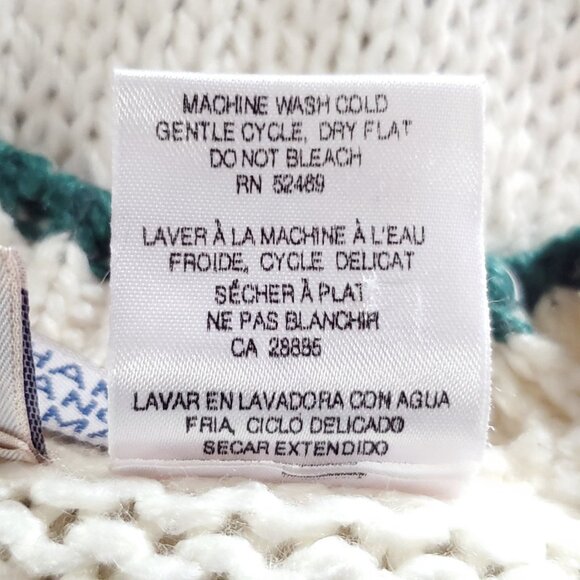 MACHINE WASH COLD
GENTLE CYCLE, DRY FLAT
DO NOT BLEACH
RN 52469
LAVER À LA MACHINE À L'EAU
FROIDE, CYCLE DELICAT
SÉCHER À PLAT
NE PAS BLANCHIR
CA 28885
LAVAR EN LAVADORA CON AGUA
FRIA, CICLO DELICADO
SECAR EXTENDIDO